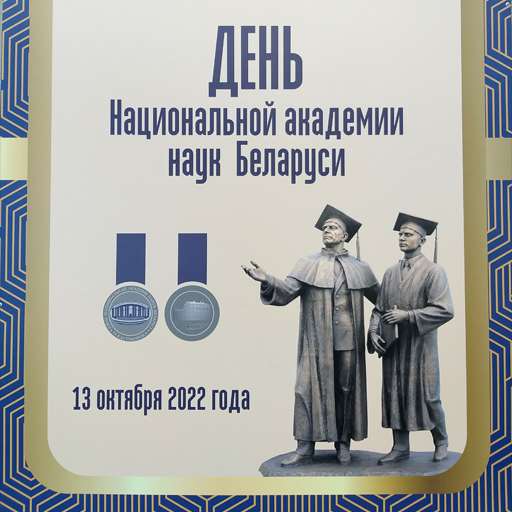 ДЕНЬ
Национальной академии
наук Беларуси
13 октября 2022 года